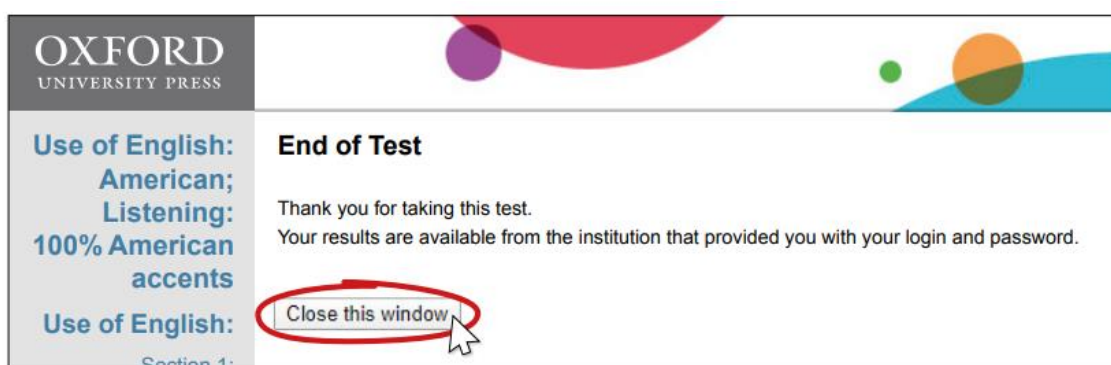 OXFORD
UNIVERSITY PRESS
Use of English:
American;
Listening:
100% American
accents
Use of English:
Section 1:
End of Test
Thank you for taking this test.
Your results are available from the institution that provided you with your login and password.
Close this window